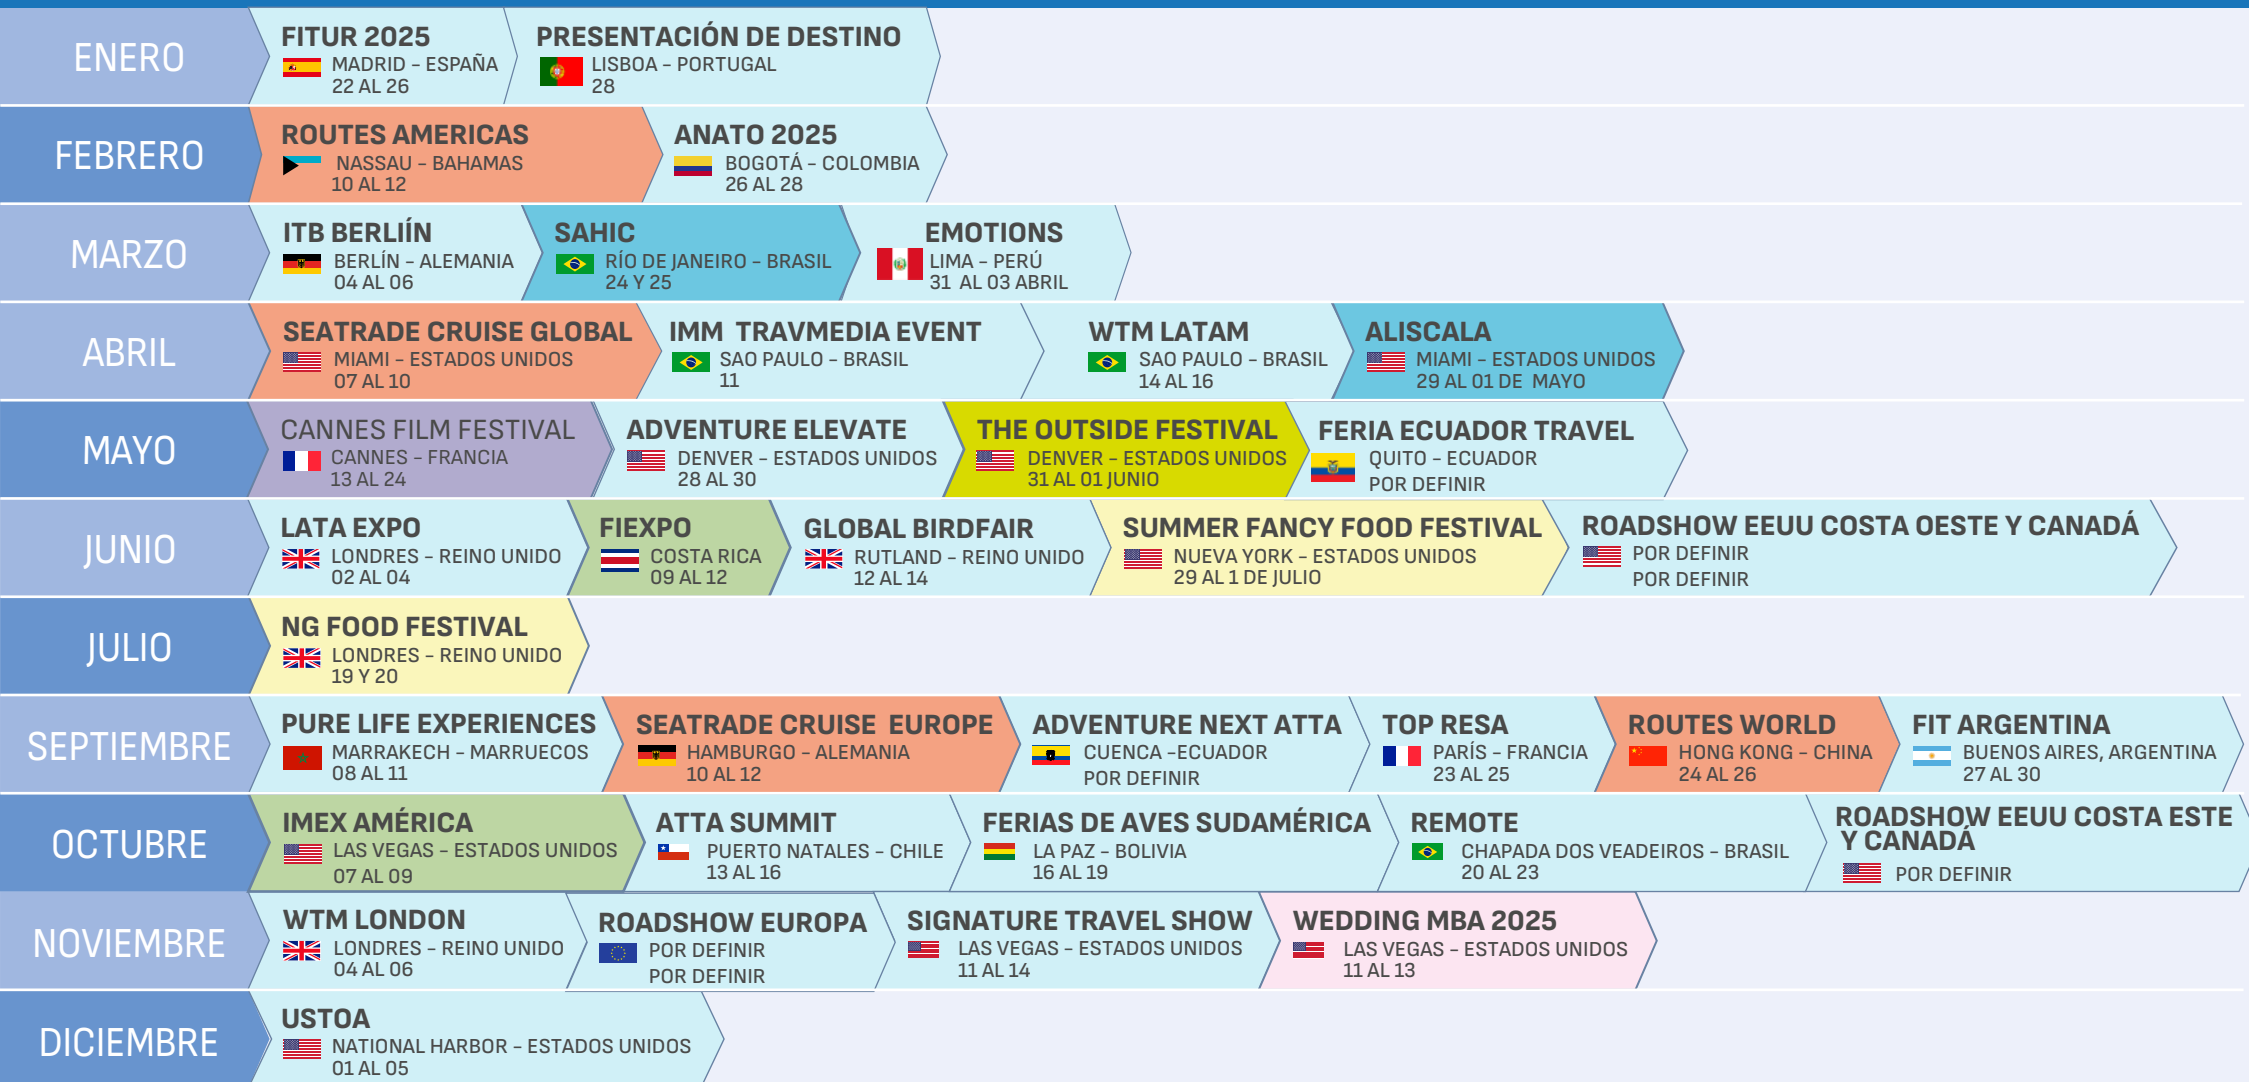 ENERO
FITUR 2025
MADRID – ESPAÑA
22 AL 26
PRESENTACIÓN DE DESTINO
LISBOA – PORTUGAL
28
FEBRERO
ROUTES AMERICAS
NASSAU – BAHAMAS
10 AL 12
ANATO 2025
BOGOTÁ – COLOMBIA
26 AL 28
MARZO
ITB BERLIÍN
BERLÍN – ALEMANIA
04 AL 06
SAHIC
RÍO DE JANEIRO – BRASIL
24 Y 25
EMOTIONS
LIMA – PERÚ
31 AL 03 ABRIL
ABRIL
SEATRADE CRUISE GLOBAL
MIAMI – ESTADOS UNIDOS
07 AL 10
IMM TRAVMEDIA EVENT
SAO PAULO – BRASIL
11
WTM LATAM
SAO PAULO – BRASIL
14 AL 16
ALISCALA
MIAMI – ESTADOS UNIDOS
29 AL 01 DE MAYO
MAYO
CANNES FILM FESTIVAL
CANNES – FRANCIA
13 AL 24
ADVENTURE ELEVATE
DENVER – ESTADOS UNIDOS
28 AL 30
THE OUTSIDE FESTIVAL
DENVER – ESTADOS UNIDOS
31 AL 01 JUNIO
FERIA ECUADOR TRAVEL
QUITO – ECUADOR
POR DEFINIR
JUNIO
LATA EXPO
LONDRES – REINO UNIDO
02 AL 04
FIEXPO
COSTA RICA
09 AL 12
GLOBAL BIRDFAIR
RUTLAND – REINO UNIDO
12 AL 14
SUMMER FANCY FOOD FESTIVAL
NUEVA YORK – ESTADOS UNIDOS
29 AL 1 DE JULIO
ROADSHOW EEUU COSTA OESTE Y CANADÁ
POR DEFINIR
POR DEFINIR
JULIO
NG FOOD FESTIVAL
LONDRES – REINO UNIDO
19 Y 20
SEPTIEMBRE
PURE LIFE EXPERIENCES
MARRAKECH – MARRUECOS
08 AL 11
SEATRADE CRUISE EUROPE
HAMBURGO – ALEMANIA
10 AL 12
ADVENTURE NEXT ATTA
CUENCA –ECUADOR
POR DEFINIR
TOP RESA
PARÍS – FRANCIA
23 AL 25
ROUTES WORLD
HONG KONG – CHINA
24 AL 26
FIT ARGENTINA
BUENOS AIRES, ARGENTINA
27 AL 30
OCTUBRE
IMEX AMÉRICA
LAS VEGAS – ESTADOS UNIDOS
07 AL 09
ATTA SUMMIT
PUERTO NATALES – CHILE
13 AL 16
FERIAS DE AVES SUDAMÉRICA
LA PAZ – BOLIVIA
16 AL 19
REMOTE
CHAPADA DOS VEADEIROS – BRASIL
20 AL 23
ROADSHOW EEUU COSTA ESTE
Y CANADÁ
POR DEFINIR
NOVIEMBRE
WTM LONDON
LONDRES – REINO UNIDO
04 AL 06
ROADSHOW EUROPA
POR DEFINIR
POR DEFINIR
SIGNATURE TRAVEL SHOW
LAS VEGAS – ESTADOS UNIDOS
11 AL 14
WEDDING MBA 2025
LAS VEGAS – ESTADOS UNIDOS
11 AL 13
DICIEMBRE
USTOA
NATIONAL HARBOR – ESTADOS UNIDOS
01 AL 05